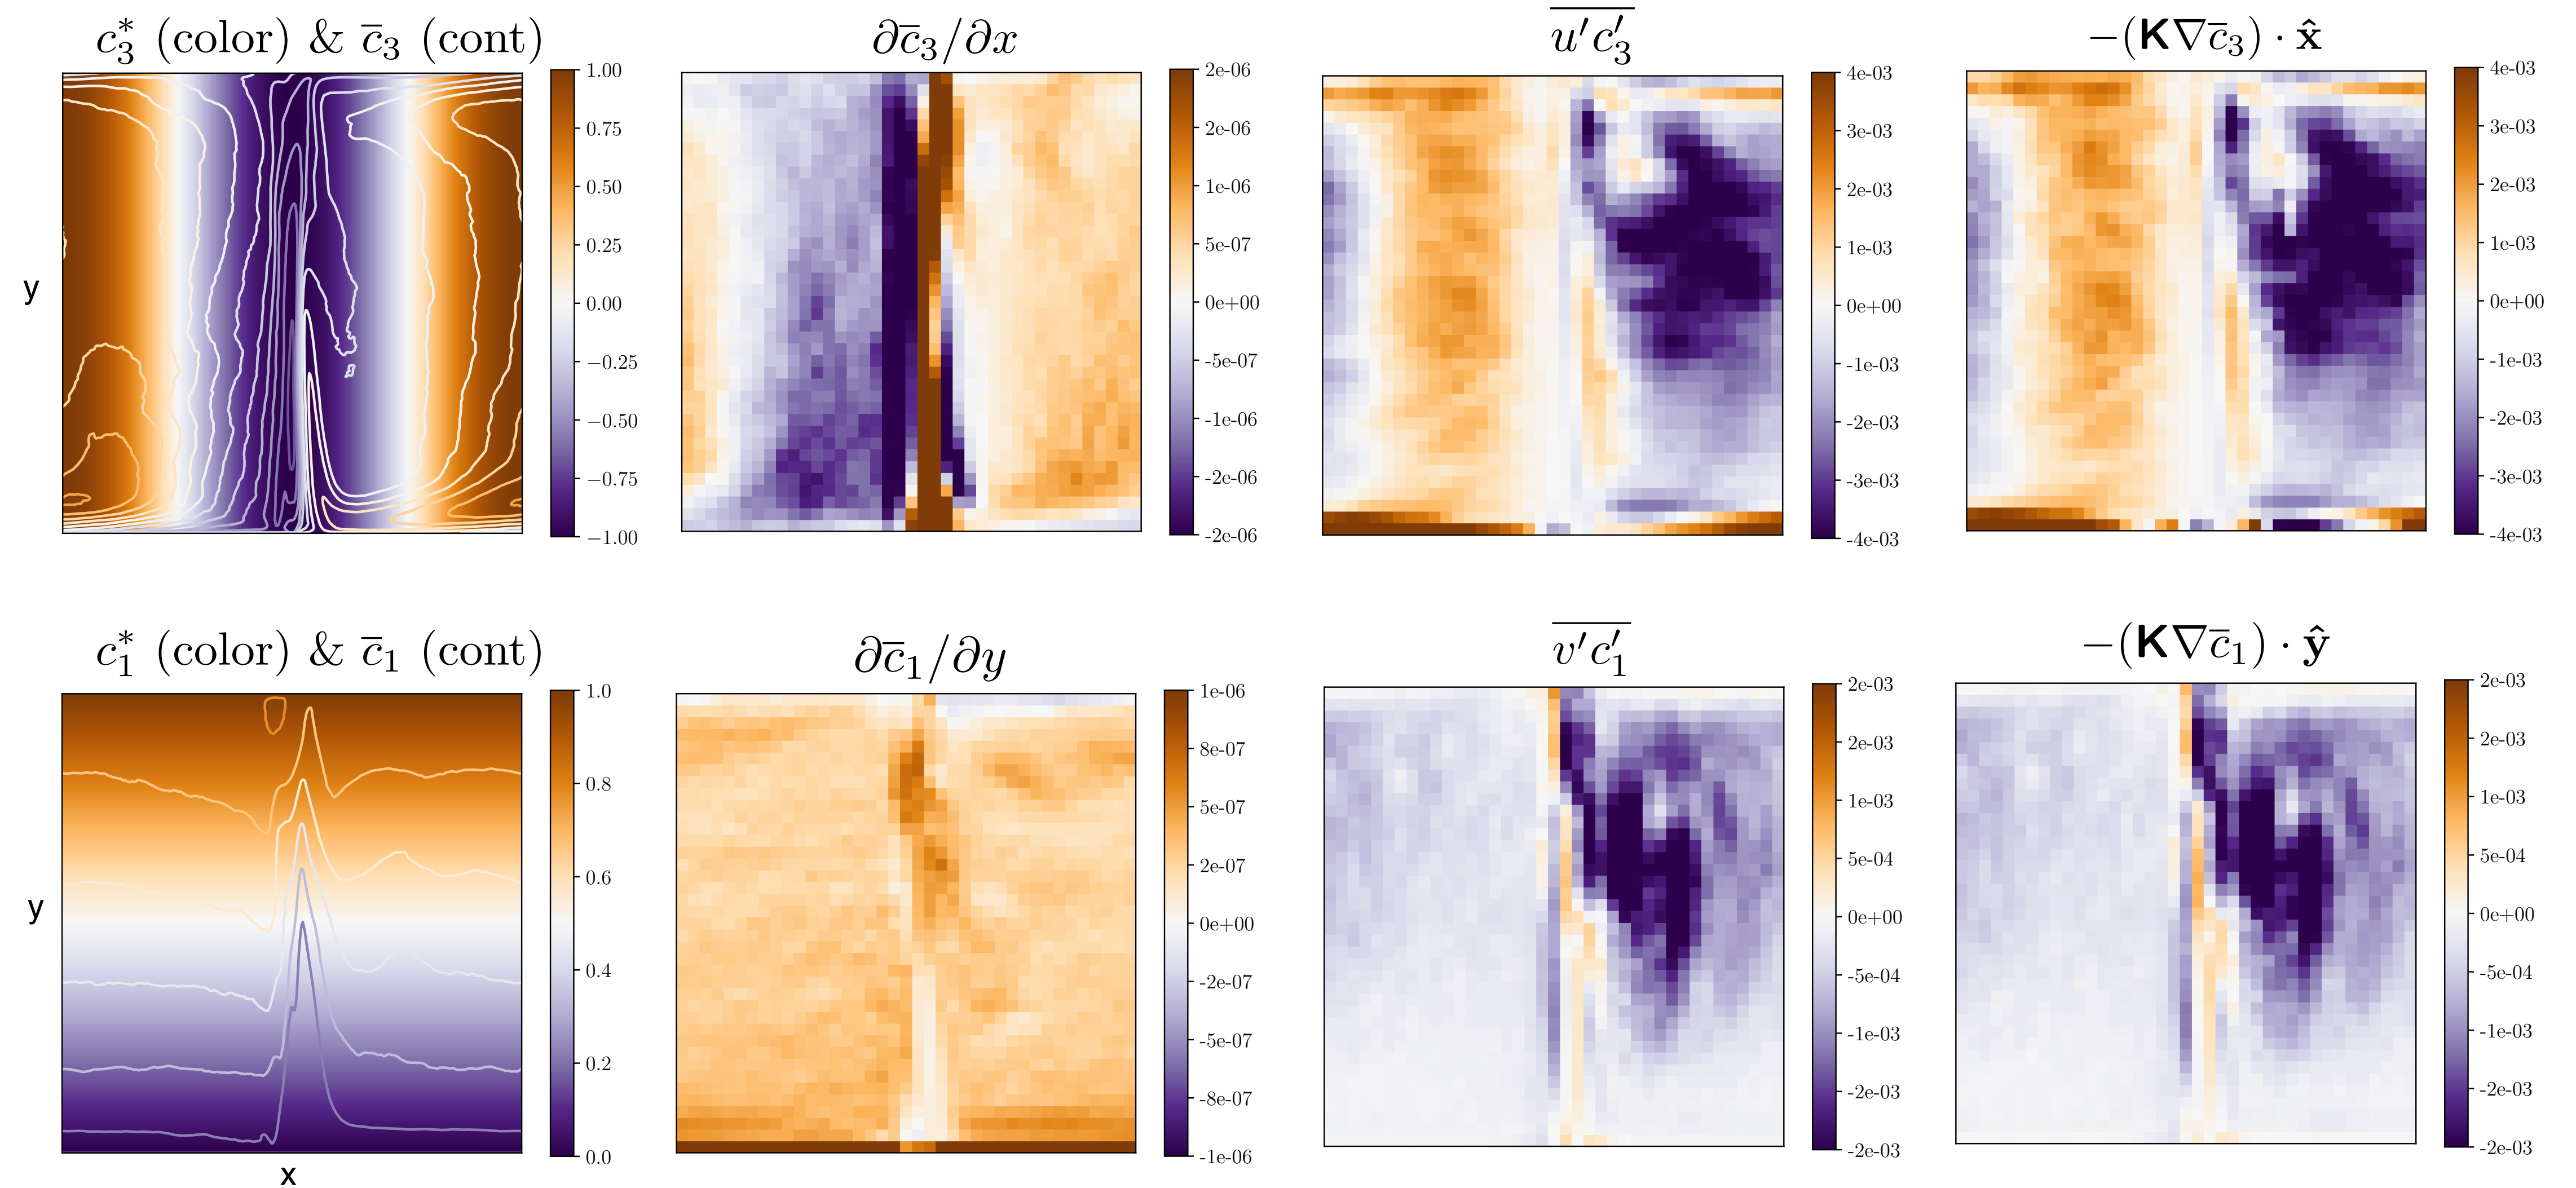 c₃* (color) & c̅₃ (cont)
∂c̅₃/∂x
\overline{u′c₃′}
−(K∇c̅₃) · x̂
y
1.00
0.75
0.50
0.25
0.00
−0.25
−0.50
−0.75
−1.00
2e-06
2e-06
1e-06
5e-07
0e+00
-5e-07
-1e-06
-2e-06
-2e-06
4e-03
3e-03
2e-03
1e-03
0e+00
-1e-03
-2e-03
-3e-03
-4e-03
4e-03
3e-03
2e-03
1e-03
0e+00
-1e-03
-2e-03
-3e-03
-4e-03
c₁* (color) & c̅₁ (cont)
∂c̅₁/∂y
\overline{v′c₁′}
−(K∇c̅₁) · ŷ
y
x
1.0
0.8
0.6
0.4
0.2
0.0
1e-06
8e-07
5e-07
2e-07
0e+00
-2e-07
-5e-07
-8e-07
-1e-06
2e-03
2e-03
1e-03
5e-04
0e+00
-5e-04
-1e-03
-2e-03
-2e-03
2e-03
2e-03
1e-03
5e-04
0e+00
-5e-04
-1e-03
-2e-03
-2e-03